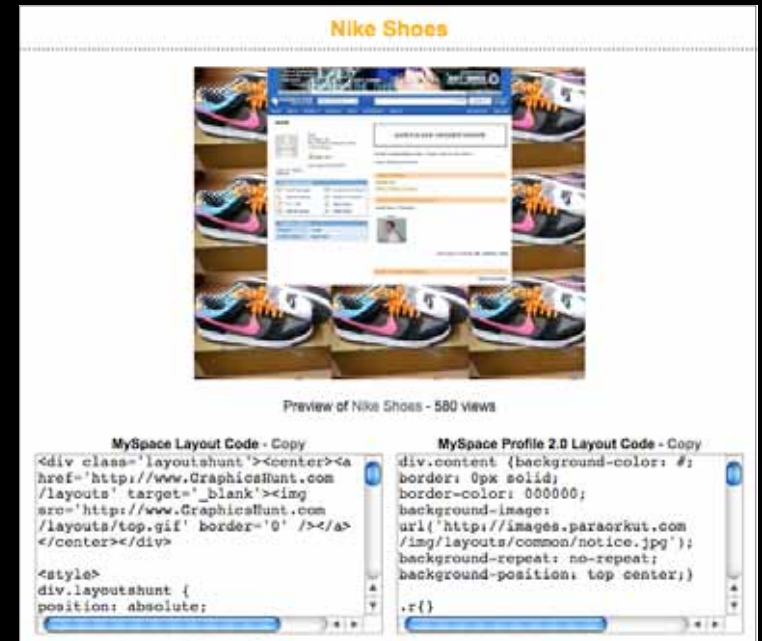 Nike Shoes
Preview of Nike Shoes - 580 views
MySpace Layout Code - Copy
<div class='layoutshunt'><center><a
href='http://www.GraphicsHunt.com
/layouts' target='_blank'><img
src='http://www.GraphicsHunt.com
/layouts/top.gif' border='0' /></a>
</center></div>
<style>
div.layoutshunt {
position: absolute;
MySpace Profile 2.0 Layout Code - Copy
div.content {background-color: #;
border: 0px solid;
border-color: 000000;
background-image:
url('http://images.paraorkut.com
/img/layouts/common/notice.jpg');
background-repeat: no-repeat;
background-position: top center;}
.r{}